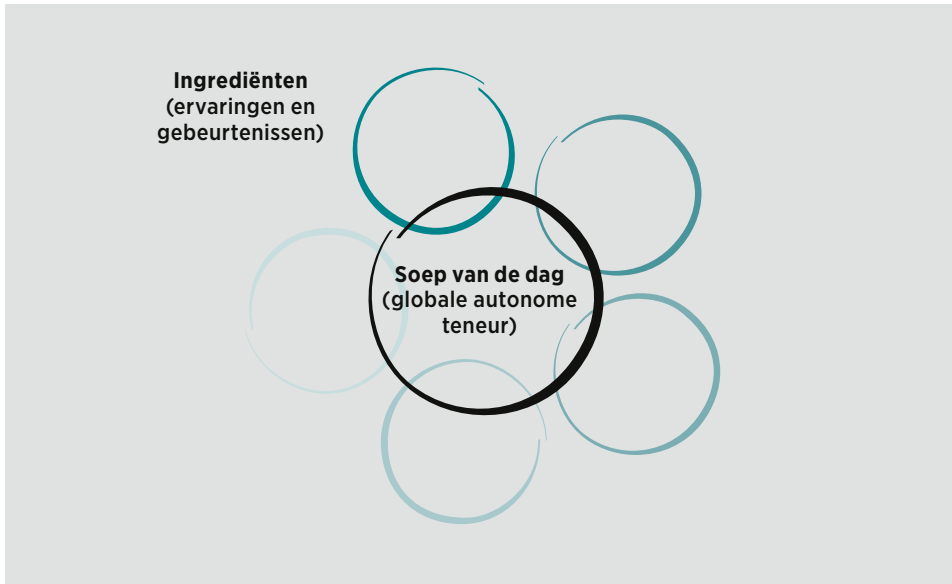 Ingrediënten
(ervaringen en
gebeurtenissen)
Soep van de dag
(globale autonome
teneur)